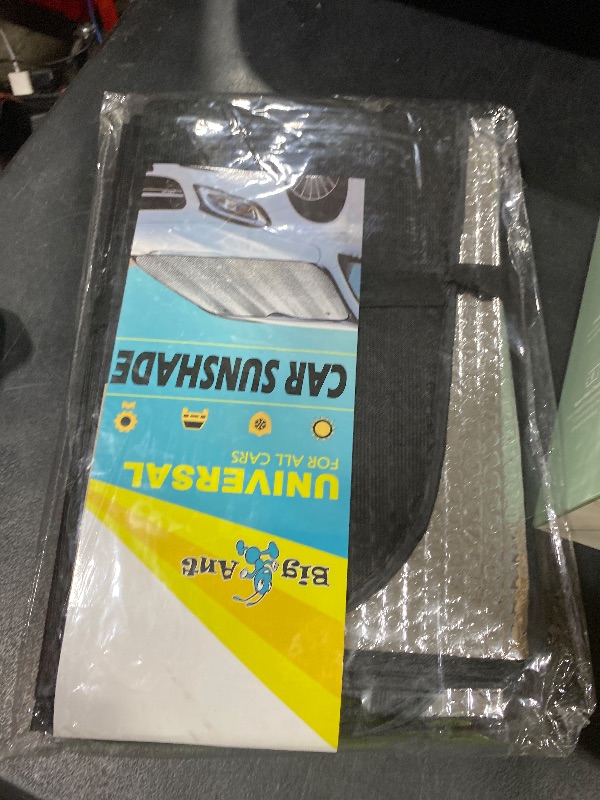 Big Ant
UNIVERSAL
FOR ALL CARS
CAR SUNSHADE